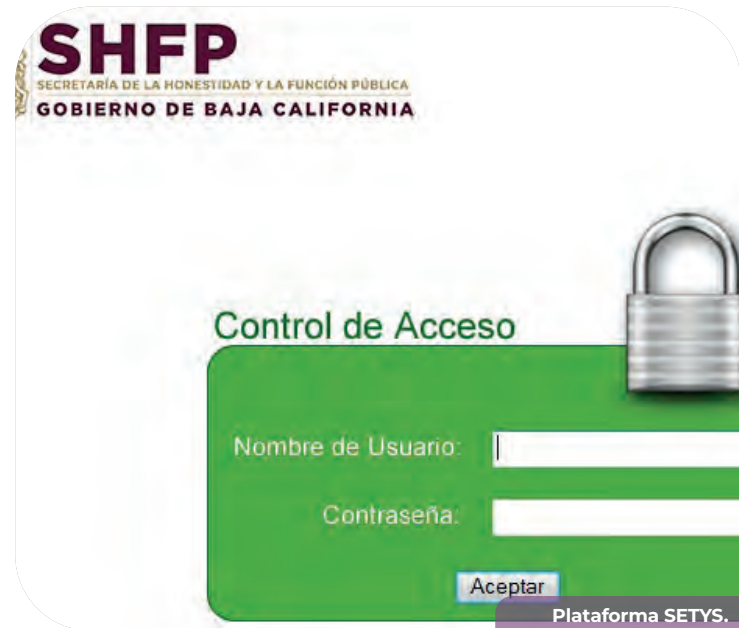 SHFP
SECRETARÍA DE LA HONESTIDAD Y LA FUNCIÓN PÚBLICA
GOBIERNO DE BAJA CALIFORNIA
Control de Acceso
Nombre de Usuario:
Contraseña:
Aceptar
Plataforma SETYS.